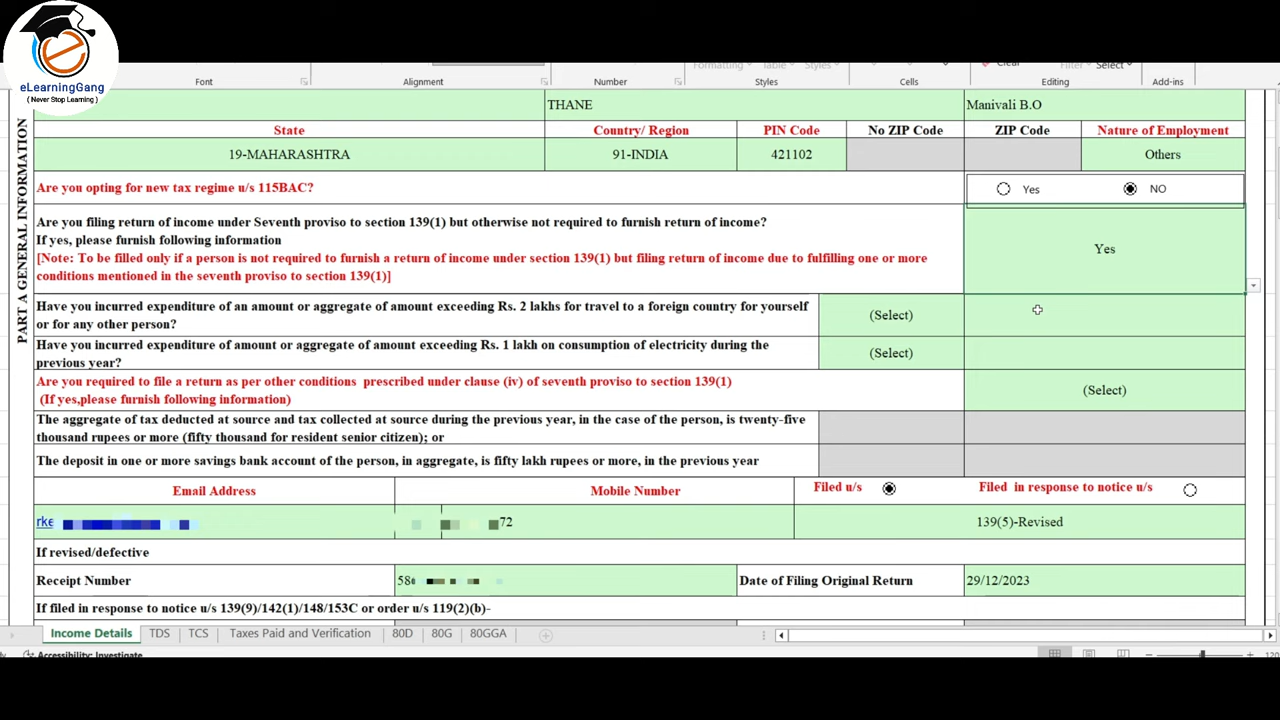 eLearningGang
( Never Stop Learning )
Font
Alignment
Number
Formatting
Table
Styles
Styles
Cells
Clear
Filter
Select
Editing
Add-ins
THANE
Manivali B.O
State
Country/ Region
PIN Code
No ZIP Code
ZIP Code
Nature of Employment
19-MAHARASHTRA
91-INDIA
421102
Others
PART A GENERAL INFORMATION
Are you opting for new tax regime u/s 115BAC?
Yes
NO
Are you filing return of income under Seventh proviso to section 139(1) but otherwise not required to furnish return of income?
If yes, please furnish following information
[Note: To be filled only if a person is not required to furnish a return of income under section 139(1) but filing return of income due to fulfilling one or more
conditions mentioned in the seventh proviso to section 139(1)]
Yes
Have you incurred expenditure of an amount or aggregate of amount exceeding Rs. 2 lakhs for travel to a foreign country for yourself
or for any other person?
(Select)
Have you incurred expenditure of amount or aggregate of amount exceeding Rs. 1 lakh on consumption of electricity during the
previous year?
(Select)
Are you required to file a return as per other conditions prescribed under clause (iv) of seventh proviso to section 139(1)
(If yes,please furnish following information)
(Select)
The aggregate of tax deducted at source and tax collected at source during the previous year, in the case of the person, is twenty-five
thousand rupees or more (fifty thousand for resident senior citizen); or
The deposit in one or more savings bank account of the person, in aggregate, is fifty lakh rupees or more, in the previous year
Email Address
Mobile Number
Filed u/s
Filed in response to notice u/s
rke
72
139(5)-Revised
If revised/defective
Receipt Number
58
Date of Filing Original Return
29/12/2023
If filed in response to notice u/s 139(9)/142(1)/148/153C or order u/s 119(2)(b)-
Income Details
TDS
TCS
Taxes Paid and Verification
80D
80G
80GGA
Accessibility: Investigate
120